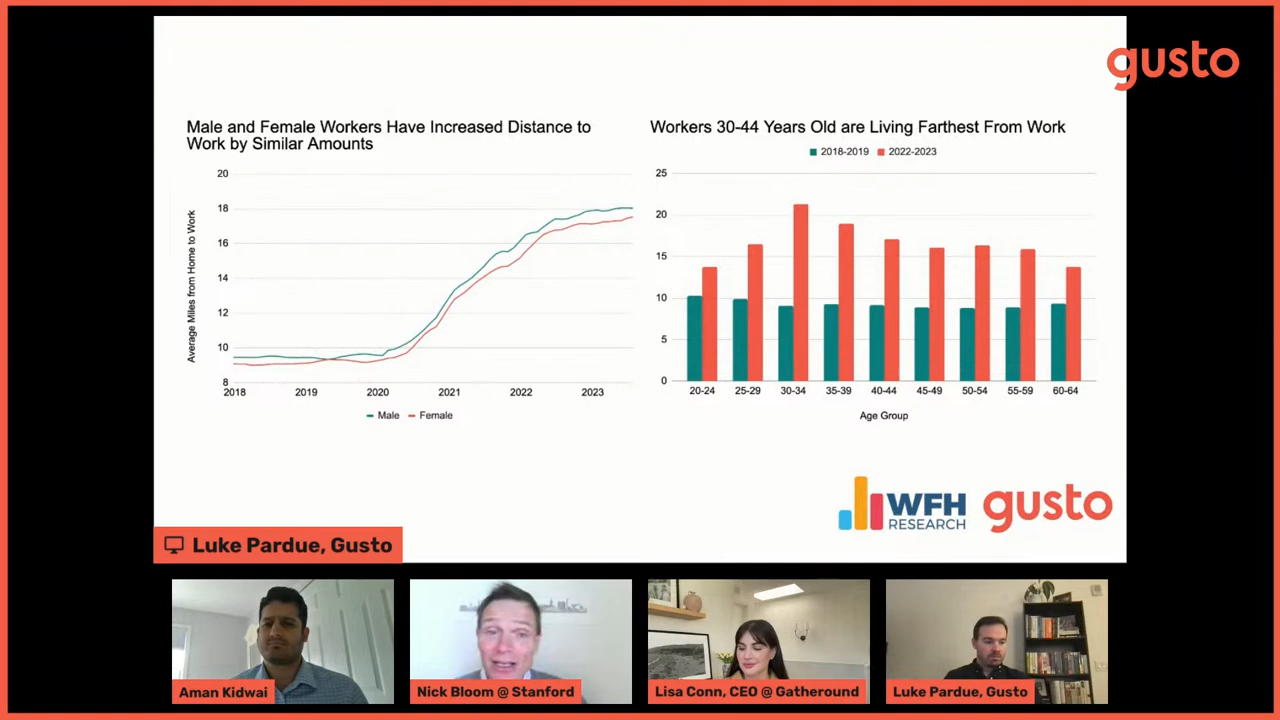 gusto
Male and Female Workers Have Increased Distance to
Work by Similar Amounts
Average Miles from Home to Work
20
18
16
14
12
10
8
2018 2019 2020 2021 2022 2023
Male Female
Workers 30-44 Years Old are Living Farthest From Work
2018-2019 2022-2023
25
20
15
10
5
0
20-24 25-29 30-34 35-39 40-44 45-49 50-54 55-59 60-64
Age Group
WFH
RESEARCH
gusto
Luke Pardue, Gusto
Aman Kidwai
Nick Bloom @ Stanford
Lisa Conn, CEO @ Gatheround
Luke Pardue, Gusto